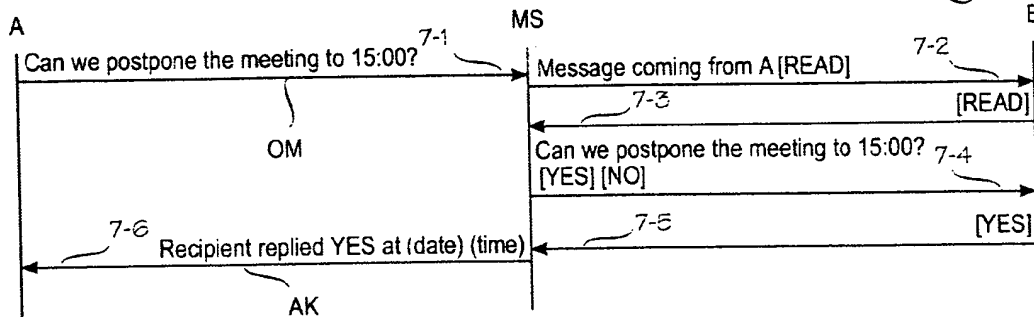 A MS
7-1
Can we postpone the meeting to 15:00?
OM
7-2
Message coming from A [READ]
7-3
[READ]
Can we postpone the meeting to 15:00?
7-4
[YES] [NO]
7-5
[YES]
7-6
Recipient replied YES at (date) (time)
AK